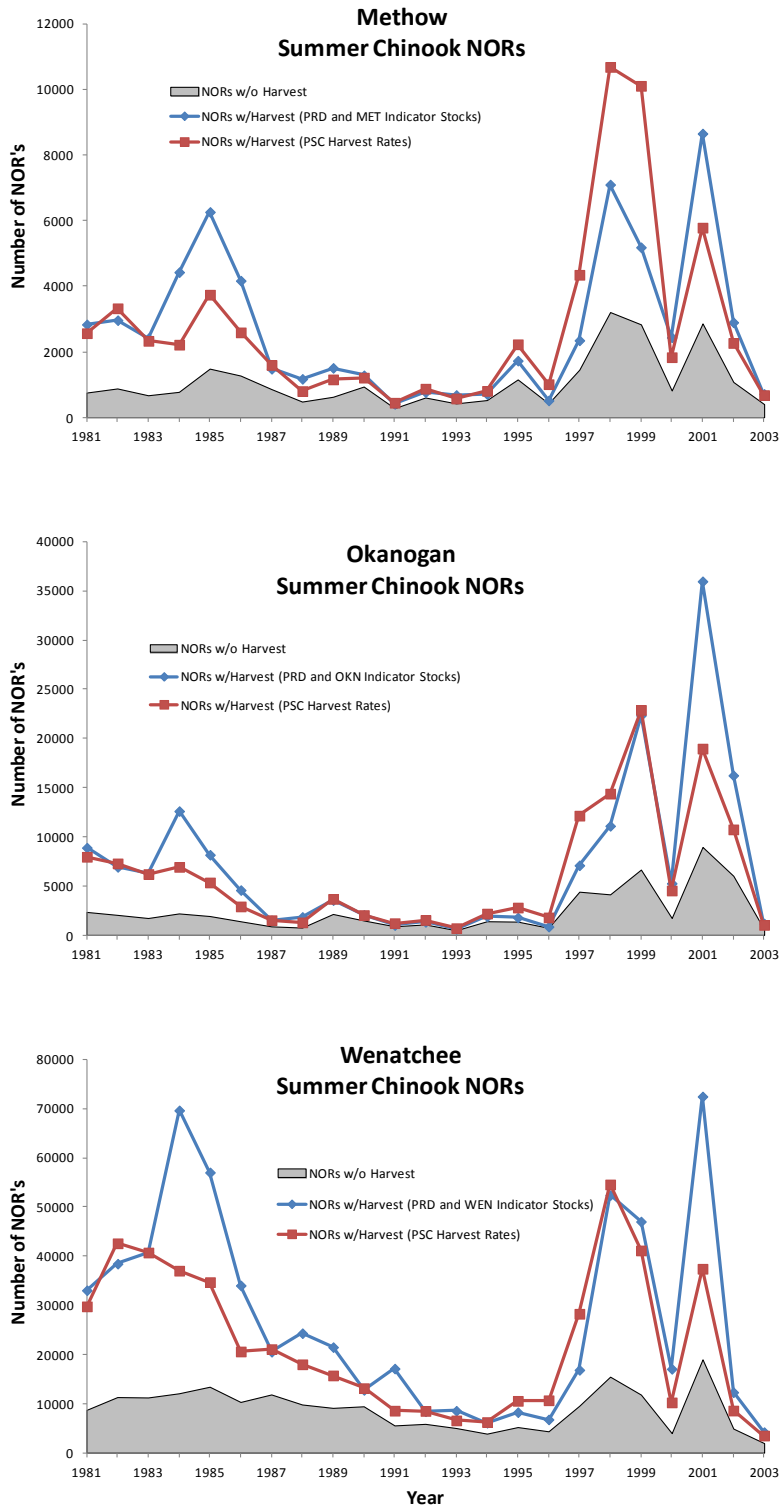 Methow
Summer Chinook NORs
12000
10000
8000
6000
4000
2000
0
Number of NOR's
NORs w/o Harvest
NORs w/Harvest (PRD and MET Indicator Stocks)
NORs w/Harvest (PSC Harvest Rates)
1981 1983 1985 1987 1989 1991 1993 1995 1997 1999 2001 2003
Okanogan
Summer Chinook NORs
40000
35000
30000
25000
20000
15000
10000
5000
0
Number of NOR's
NORs w/o Harvest
NORs w/Harvest (PRD and OKN Indicator Stocks)
NORs w/Harvest (PSC Harvest Rates)
1981 1983 1985 1987 1989 1991 1993 1995 1997 1999 2001 2003
Wenatchee
Summer Chinook NORs
80000
70000
60000
50000
40000
30000
20000
10000
0
Number of NOR's
NORs w/o Harvest
NORs w/Harvest (PRD and WEN Indicator Stocks)
NORs w/Harvest (PSC Harvest Rates)
1981 1983 1985 1987 1989 1991 1993 1995 1997 1999 2001 2003
Year